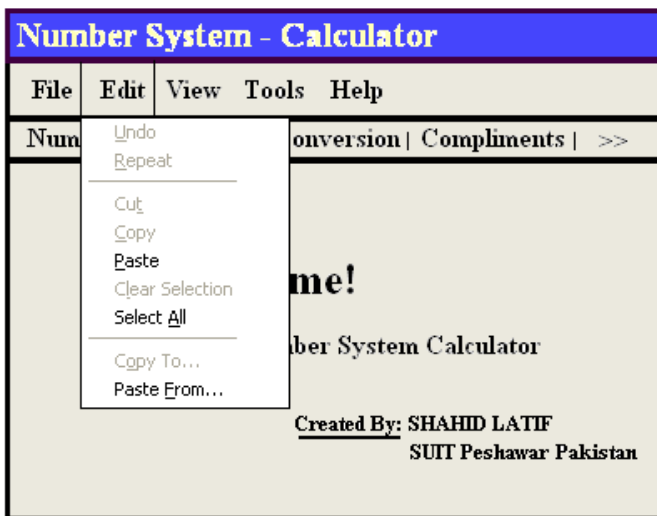 Number System - Calculator
File Edit View Tools Help
Num onversion | Compliments | >>
Undo
Repeat
Cut
Copy
Paste
Clear Selection
Select All
Copy To...
Paste From...
me!
ber System Calculator
Created By: SHAHID LATIF
SUIT Peshawar Pakistan